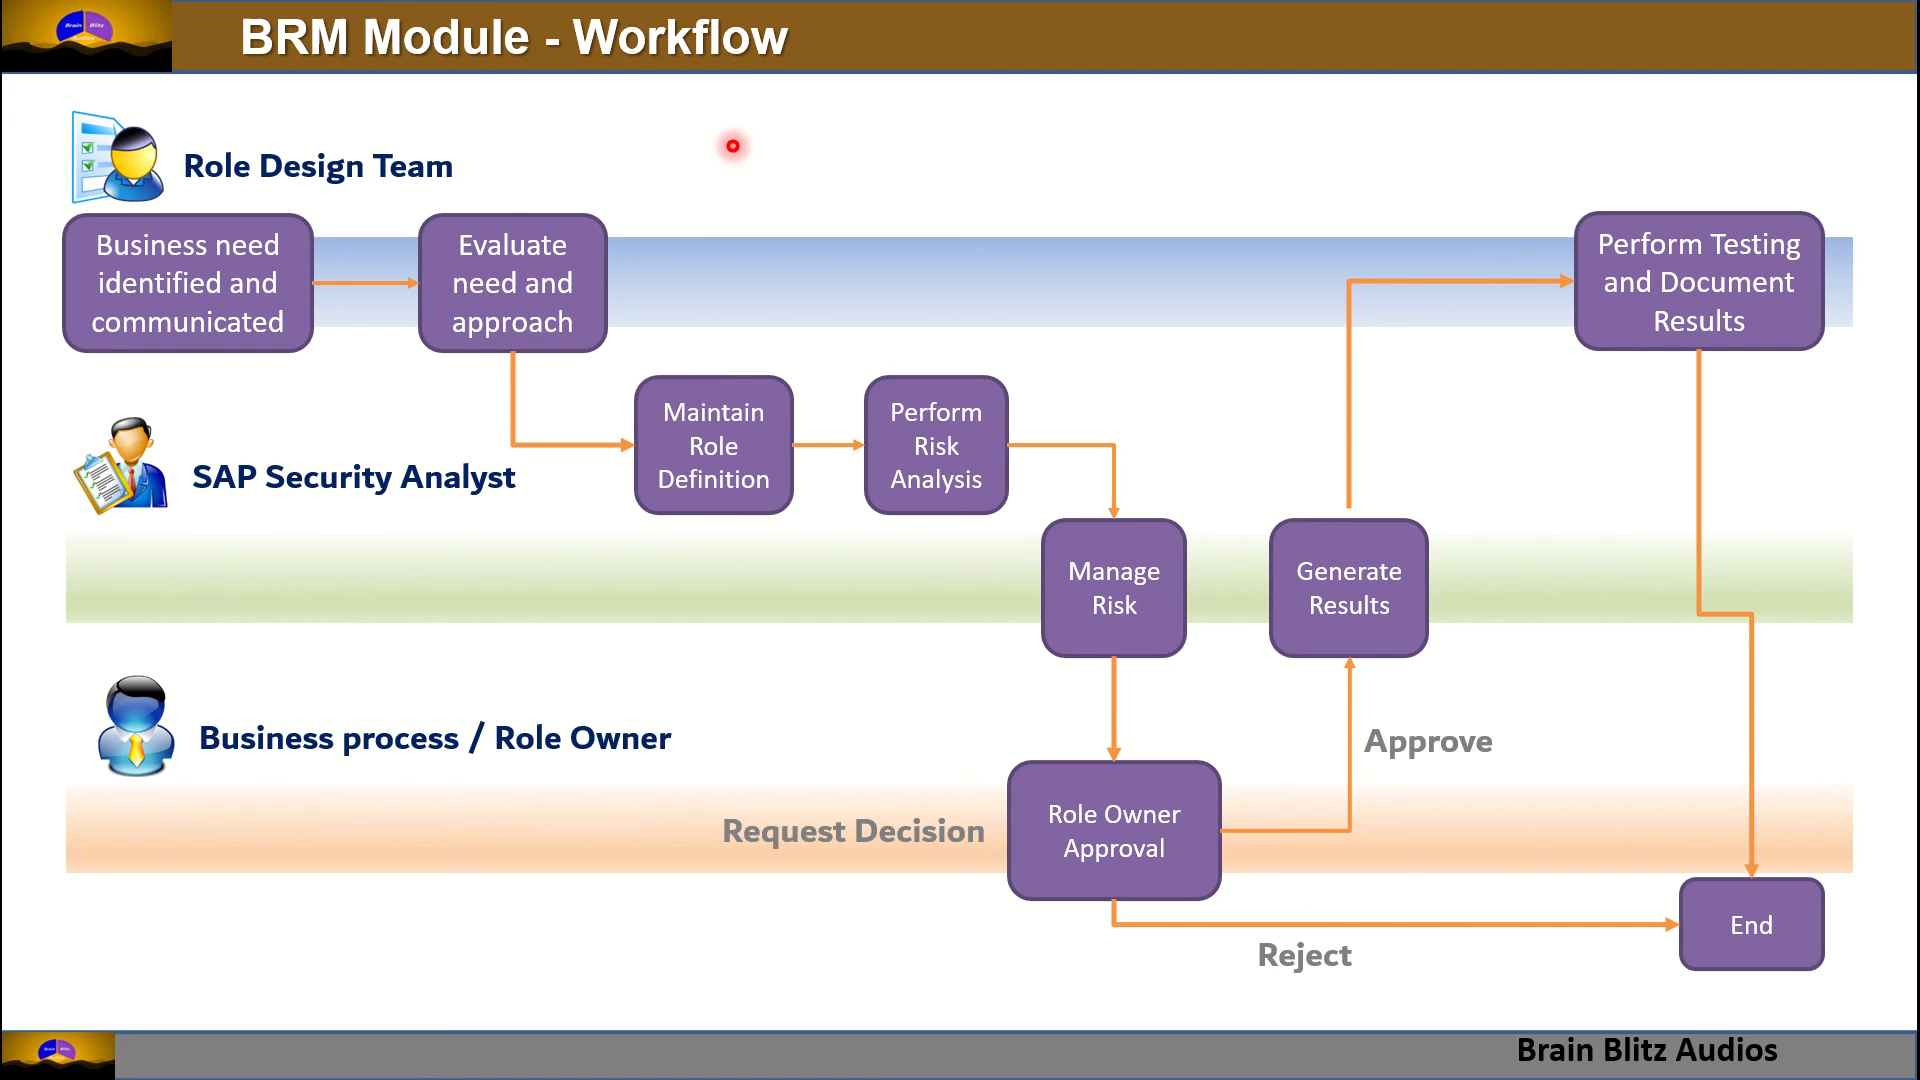 BRM Module - Workflow
Role Design Team
Business need
identified and
communicated
Evaluate
need and
approach
Perform Testing
and Document
Results
SAP Security Analyst
Maintain
Role
Definition
Perform
Risk
Analysis
Manage
Risk
Generate
Results
Business process / Role Owner
Approve
Request Decision
Role Owner
Approval
Reject
End
Brain Blitz Audios